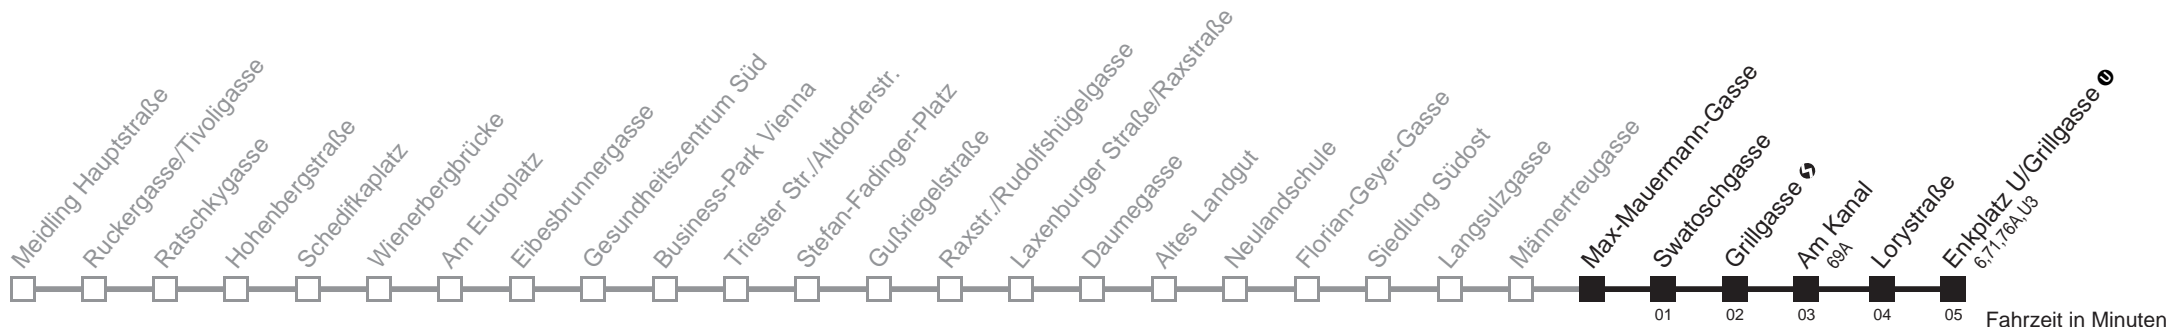 Meidling Hauptstraße
Ruckergasse/Tivoligasse
Ratschkygasse
Hohenbergstraße
Schedifkaplatz
Wienerbergbrücke
Am Europlatz
Eibesbrunnergasse
Gesundheitszentrum Süd
Business-Park Vienna
Triester Str./Altdorferstr.
Stefan-Fadinger-Platz
Gußriegelstraße
Raxstr./Rudolfshügelgasse
Laxenburger Straße/Raxstraße
Daumegasse
Altes Landgut
Neulandschule
Florian-Geyer-Gasse
Siedlung Südost
Langsulzgasse
Männertreugasse
Max-Mauermann-Gasse
Swatoschgasse
Grillgasse
Am Kanal
69A
Lorystraße
Enkplatz U/Grillgasse U
6,71,76A,U3
01 02 03 04 05 Fahrzeit in Minuten